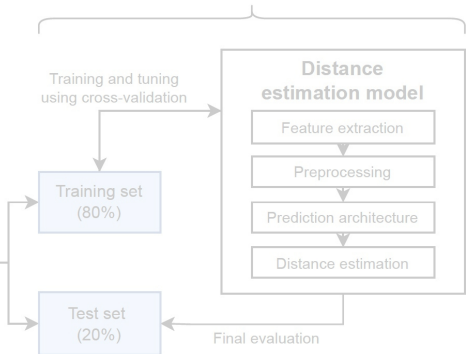 Training and tuning
using cross-validation
Distance
estimation model
Feature extraction
Preprocessing
Prediction architecture
Distance estimation
Training set
(80%)
Test set
(20%)
Final evaluation